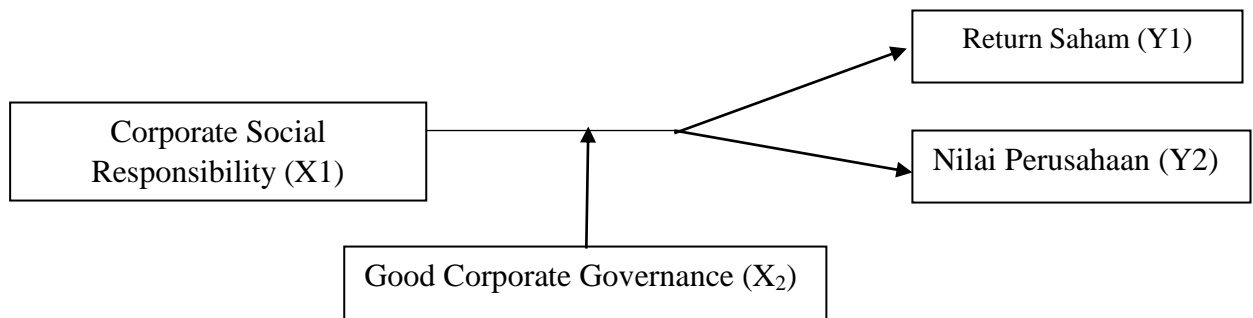 Return Saham (Y1)
Corporate Social
Responsibility (X1)
Nilai Perusahaan (Y2)
Good Corporate Governance (X₂)